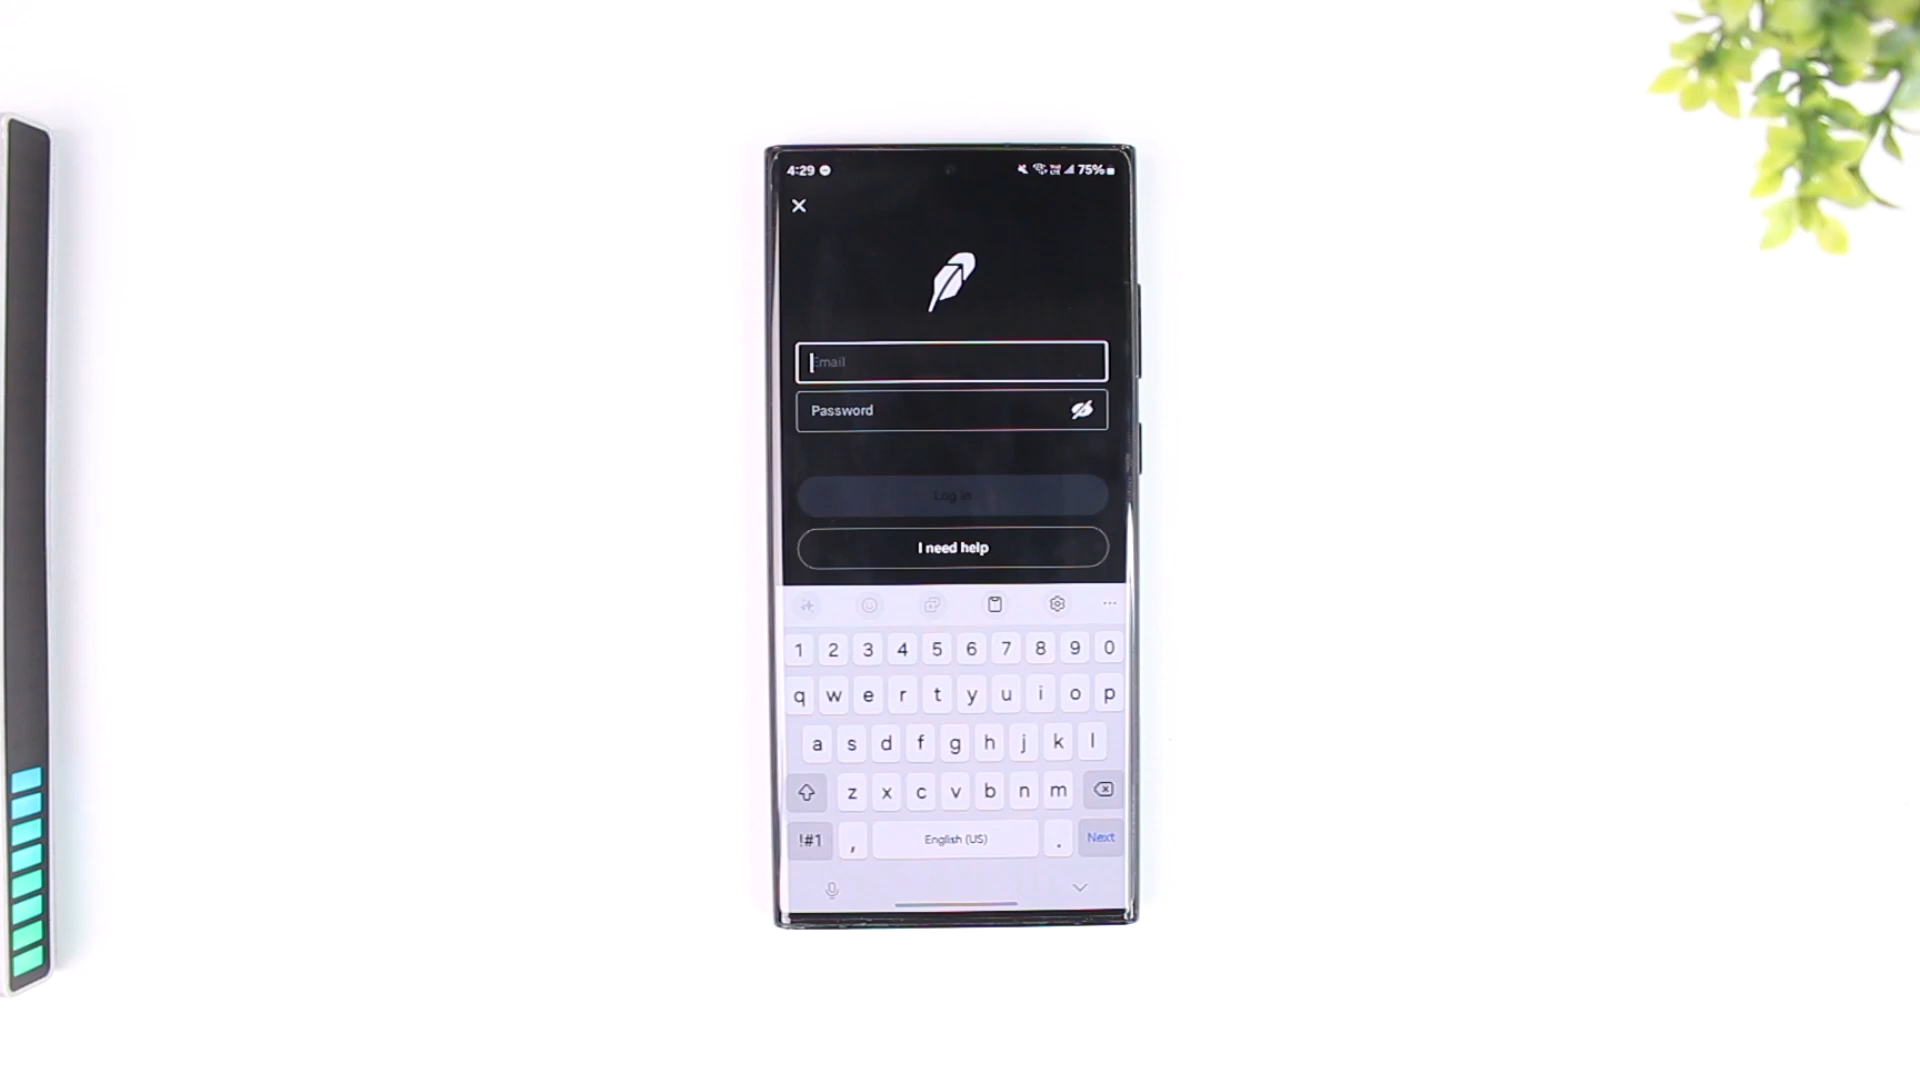 4:29
75%
Email
Password
Log in
I need help
1 2 3 4 5 6 7 8 9 0
q w e r t y u i o p
a s d f g h j k l
z x c v b n m
!#1 , English (US) . Next